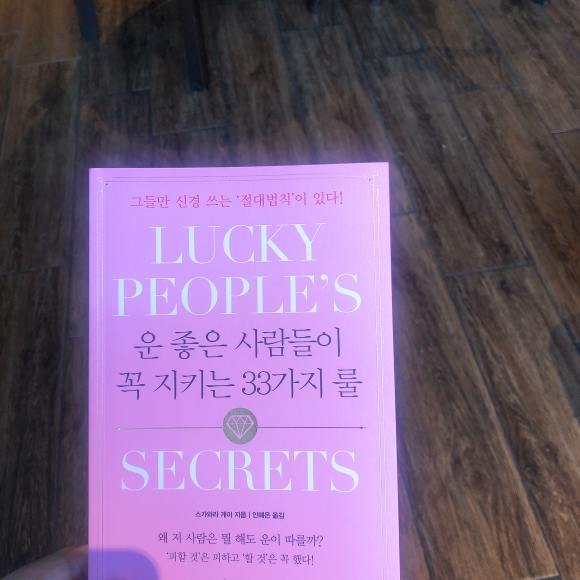 그들만 신경 쓰는 '절대법칙'이 있다!
LUCKY
PEOPLE'S
운 좋은 사람들이
꼭 지키는 33가지 룰
SECRETS
스가와라 게이 지음 | 안혜은 옮김
왜 저 사람은 뭘 해도 운이 따를까?
'피할 것'은 피하고 '할 것'은 꼭 했다!